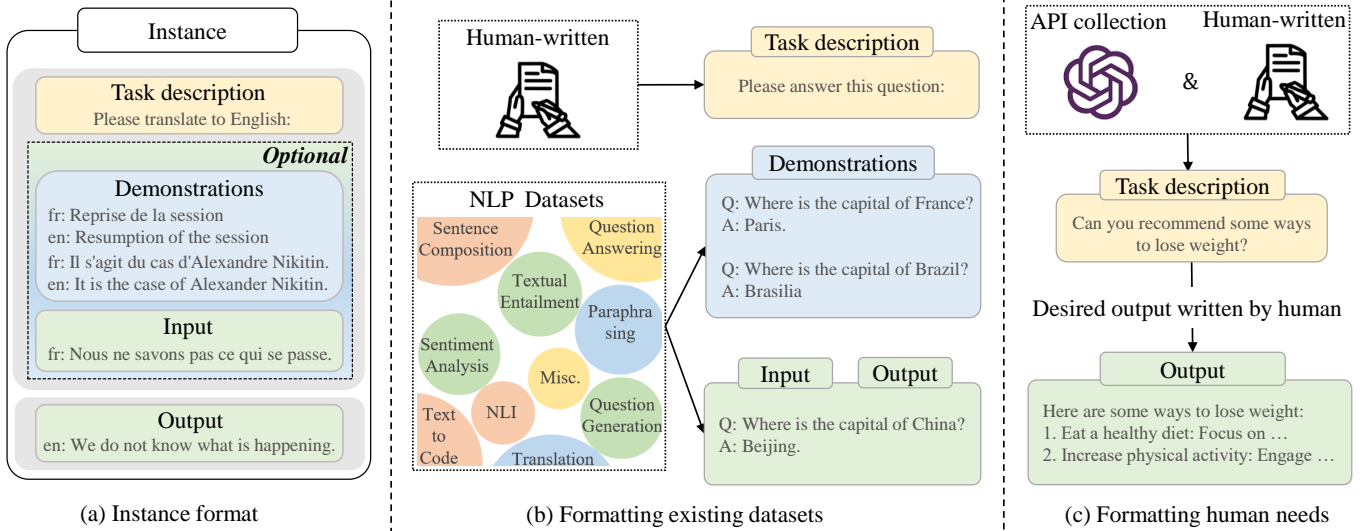 Instance
Task description
Please translate to English:
Optional
Demonstrations
fr: Reprise de la session
en: Resumption of the session
fr: Il s'agit du cas d'Alexandre Nikitin.
en: It is the case of Alexander Nikitin.
Input
fr: Nous ne savons pas ce qui se passe.
Output
en: We do not know what is happening.
(a) Instance format
Human-written
Task description
Please answer this question:
NLP Datasets
Sentence
Composition
Question
Answering
Textual
Entailment
Paraphra
sing
Sentiment
Analysis
Misc.
NLI
Question
Generation
Text
to
Code
Translation
Demonstrations
Q: Where is the capital of France?
A: Paris.
Q: Where is the capital of Brazil?
A: Brasilia
Input
Output
Q: Where is the capital of China?
A: Beijing.
(b) Formatting existing datasets
API collection
&
Human-written
Task description
Can you recommend some ways
to lose weight?
Desired output written by human
Output
Here are some ways to lose weight:
1. Eat a healthy diet: Focus on …
2. Increase physical activity: Engage …
(c) Formatting human needs